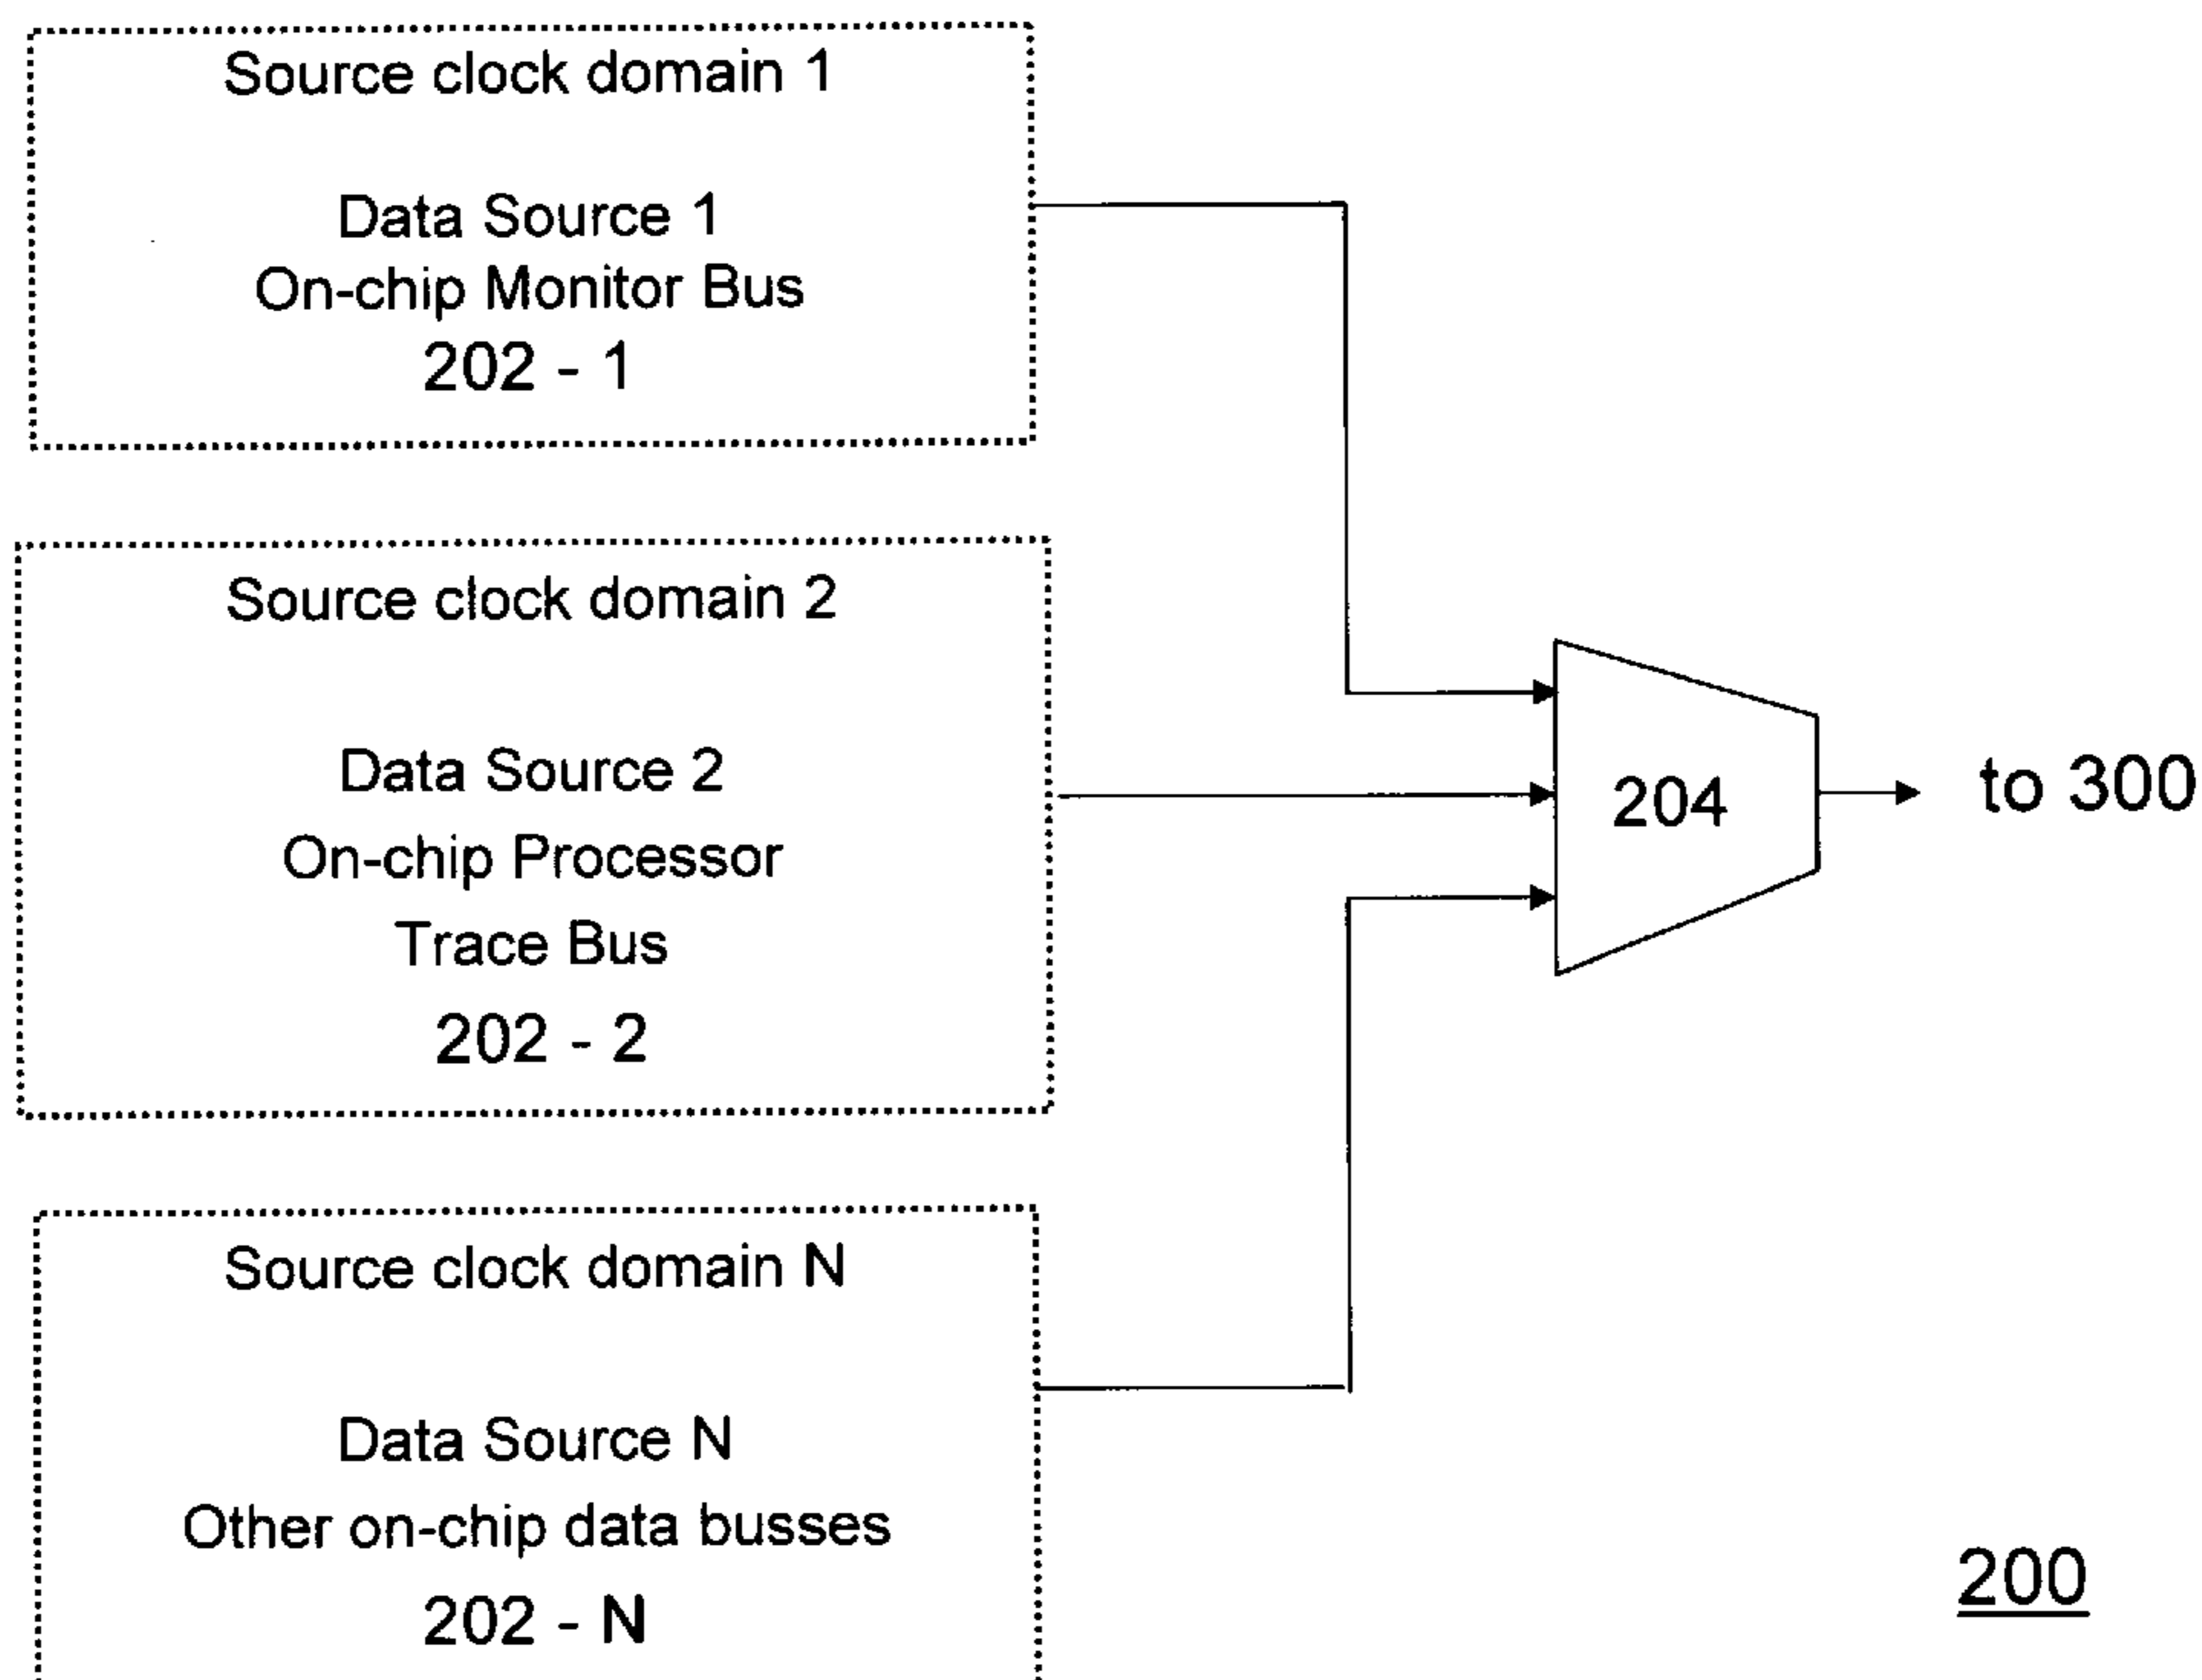 Source clock domain 1
Data Source 1
On-chip Monitor Bus
202 - 1
Source clock domain 2
Data Source 2
On-chip Processor
Trace Bus
202 - 2
204
to 300
Source clock domain N
Data Source N
Other on-chip data busses
202 - N
200